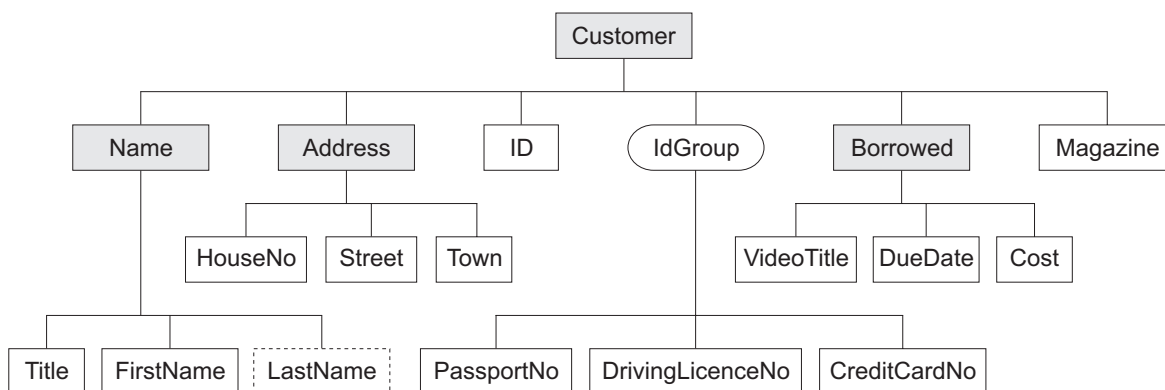 Customer
Name Address ID IdGroup Borrowed Magazine
HouseNo Street Town VideoTitle DueDate Cost
Title FirstName LastName PassportNo DrivingLicenceNo CreditCardNo